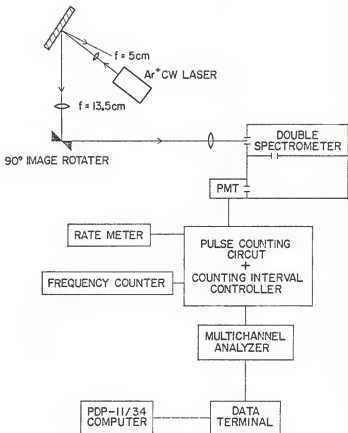 f = 5cm
Ar+ CW LASER
f = 13.5cm
90° IMAGE ROTATER
DOUBLE
SPECTROMETER
PMT
RATE METER
PULSE COUNTING
CIRCUT
+
COUNTING INTERVAL
CONTROLLER
FREQUENCY COUNTER
MULTICHANNEL
ANALYZER
PDP-11/34
COMPUTER
DATA
TERMINAL